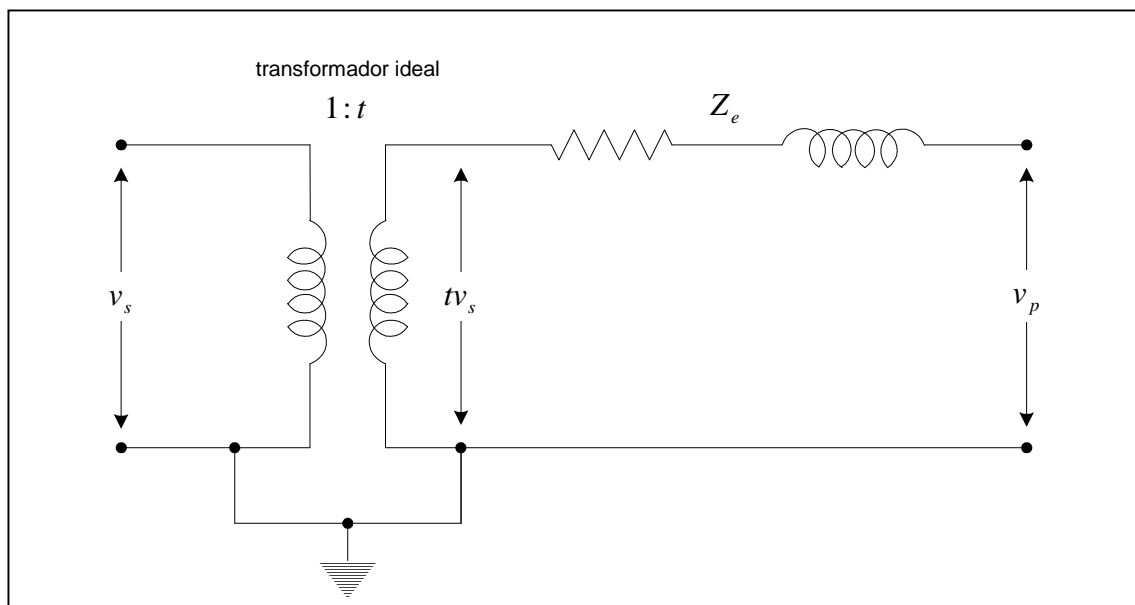 transformador ideal
1 : t
Z_e
v_s
tv_s
v_p